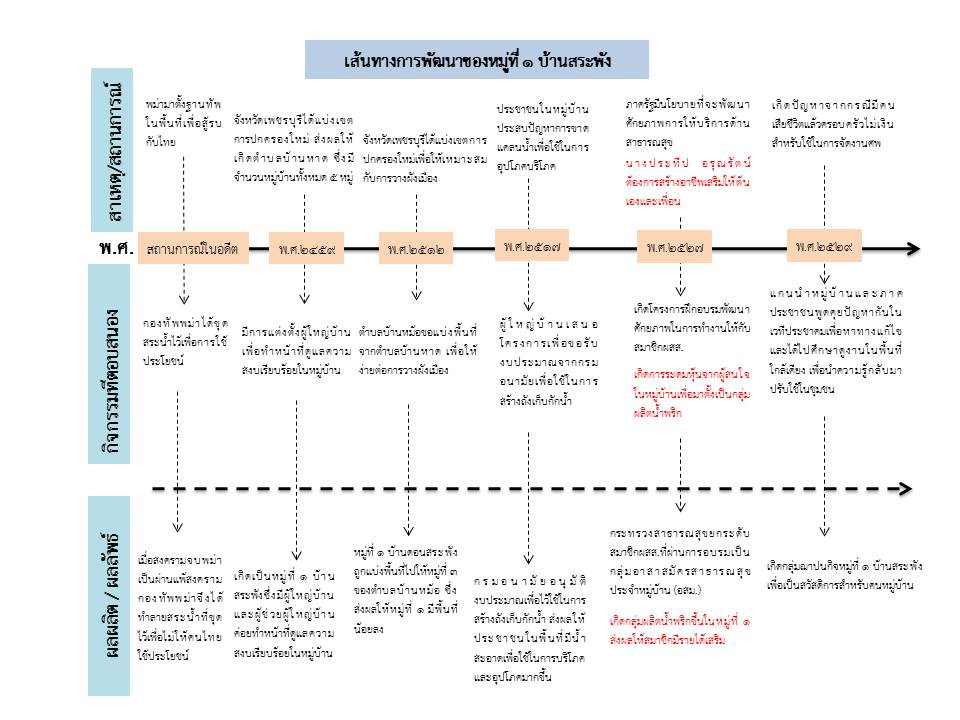 เส้นทางการพัฒนาของหมู่ที่ ๑ บ้านสระพัง
สาเหตุ/สถานการณ์
พม่ามาตั้งฐานทัพ
ในพื้นที่เพื่อสู้รบ
กับไทย
จังหวัดเพชรบุรีได้แบ่งเขต
การปกครองใหม่ ส่งผลให้
เกิดตำบลบ้านหาด ซึ่งมี
จำนวนหมู่บ้านทั้งหมด ๕ หมู่
จังหวัดเพชรบุรีได้แบ่งเขตการ
ปกครองใหม่เพื่อให้เหมาะสม
กับการวางผังเมือง
ประชาชนในหมู่บ้าน
ประสบปัญหาการขาด
แคลนน้ำเพื่อใช้ในการ
อุปโภคบริโภค
ภาครัฐมีนโยบายที่จะพัฒนา
ศักยภาพการให้บริการด้าน
สาธารณสุข
นางประทีป อรุณรัตน์
ต้องการสร้างอาชีพเสริมให้ตน
เองและเพื่อน
เกิดปัญหาจากกรณีมีคน
เสียชีวิตแล้วครอบครัวไม่เงิน
สำหรับใช้ในการจัดงานศพ
พ.ศ.
สถานการณ์ในอดีต
พ.ศ.๒๔๕๙
พ.ศ.๒๕๑๒
พ.ศ.๒๕๑๗
พ.ศ.๒๕๒๗
พ.ศ.๒๕๒๙
กิจกรรมที่ตอบสนอง
กองทัพพม่าได้ขุด
สระน้ำไว้เพื่อการใช้
ประโยชน์
มีการแต่งตั้งผู้ใหญ่บ้าน
เพื่อทำหน้าที่ดูแลความ
สงบเรียบร้อยในหมู่บ้าน
ตำบลบ้านหม้อขอแบ่งพื้นที่
จากตำบลบ้านหาด เพื่อให้
ง่ายต่อการวางผังเมือง
ผู้ใหญ่บ้านเสนอ
โครงการเพื่อขอรับ
งบประมาณจากกรม
อนามัยเพื่อใช้ในการ
สร้างถังเก็บกักน้ำ
เกิดโครงการฝึกอบรมพัฒนา
ศักยภาพในการทำงานให้กับ
สมาชิกผสส.
เกิดการระดมหุ้นจากผู้สนใจ
ในหมู่บ้านเพื่อมาตั้งเป็นกลุ่ม
ผลิตน้ำพริก
แกนนำหมู่บ้านและภาค
ประชาชนพูดคุยปัญหากันใน
เวทีประชาคมเพื่อหาทางแก้ไข
และได้ไปศึกษาดูงานในพื้นที่
ใกล้เคียง เพื่อนำความรู้กลับมา
ปรับใช้ในชุมชน
ผลผลิต / ผลลัพธ์
เมื่อสงครามจบพม่า
เป็นผ่านแพ้สงคราม
กองทัพพม่าจึงได้
ทำลายสระน้ำที่ขุด
ไว้เพื่อไม่ให้คนไทย
ใช้ประโยชน์
เกิดเป็นหมู่ที่ ๑ บ้าน
สระพังซึ่งมีผู้ใหญ่บ้าน
และผู้ช่วยผู้ใหญ่บ้าน
ค่อยทำหน้าที่ดูแลความ
สงบเรียบร้อยในหมู่บ้าน
หมู่ที่ ๑ บ้านดอนสระพัง
ถูกแบ่งพื้นที่ไปให้หมู่ที่ ๓
ของตำบลบ้านหม้อ ซึ่ง
ส่งผลให้หมู่ที่ ๑ มีพื้นที่
น้อยลง
กรมอนามัยอนุมัติ
งบประมาณเพื่อไว้ใช้ในการ
สร้างถังเก็บกักน้ำ ส่งผลให้
ประชาชนในพื้นที่มีน้ำ
สะอาดเพื่อใช้ในการบริโภค
และอุปโภคมากขึ้น
กระทรวงสาธารณสุขยกระดับ
สมาชิกผสส.ที่ผ่านการอบรมเป็น
กลุ่มอาสาสมัครสาธารณสุข
ประจำหมู่บ้าน (อสม.)
เกิดกลุ่มผลิตน้ำพริกขึ้นในหมู่ที่ ๑
ส่งผลให้สมาชิกมีรายได้เสริม
เกิดกลุ่มฌาปนกิจหมู่ที่ ๑ บ้านสระพัง
เพื่อเป็นสวัสดิการสำหรับคนหมู่บ้าน